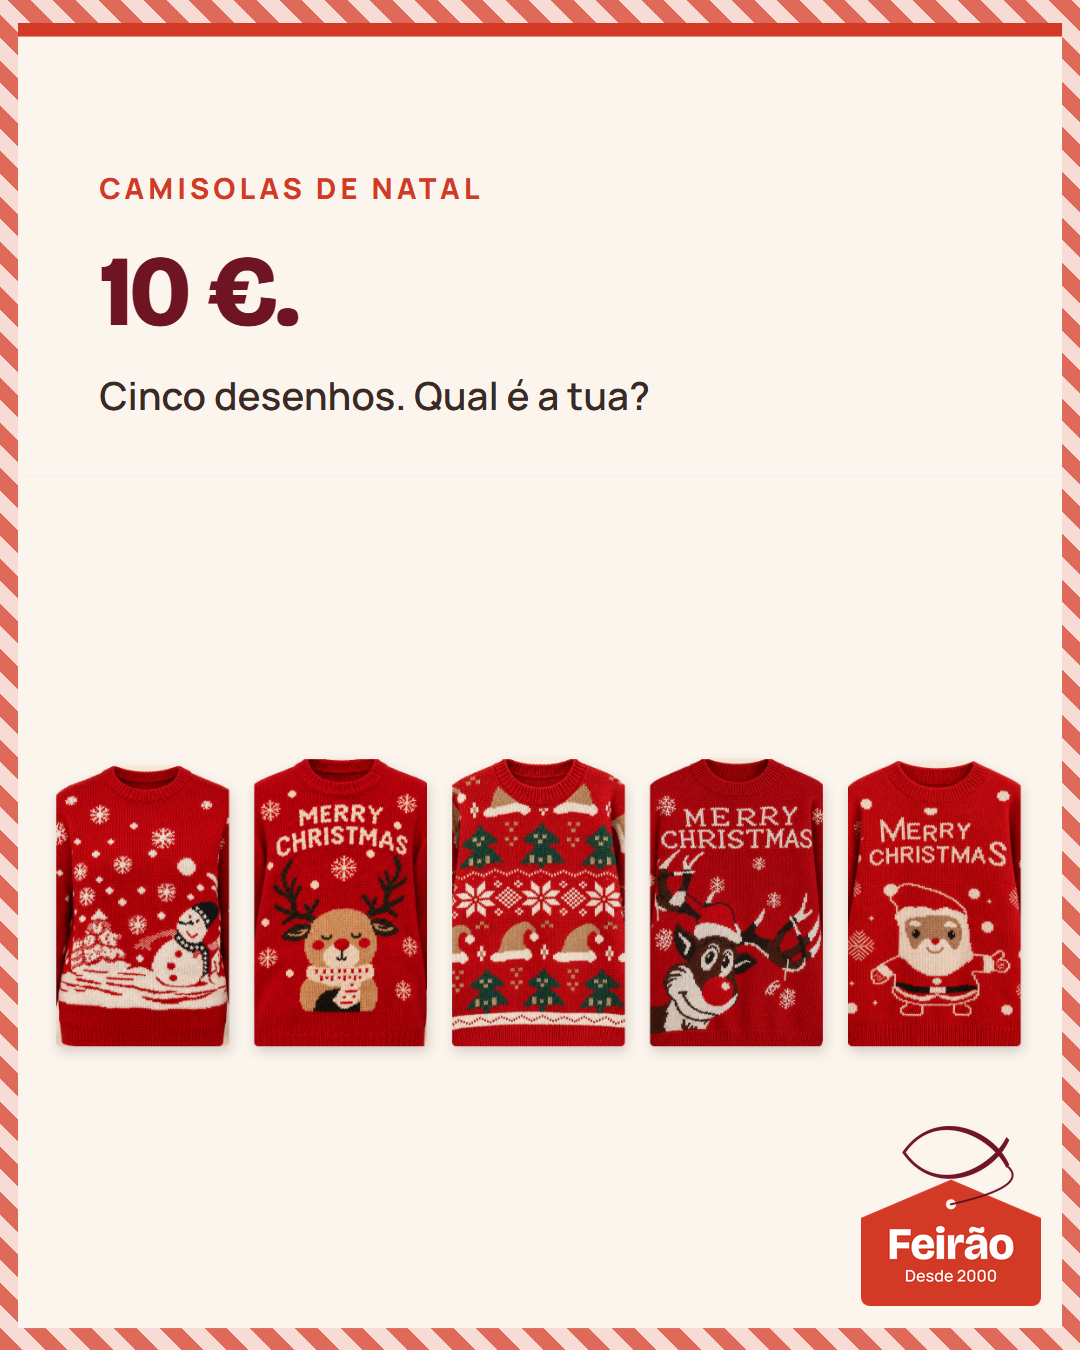 CAMISOLAS DE NATAL
10 €.
Cinco desenhos. Qual é a tua?
MERRY
CHRISTMAS
MERRY
CHRISTMAS
MERRY
CHRISTMAS
Feirão
Desde 2000